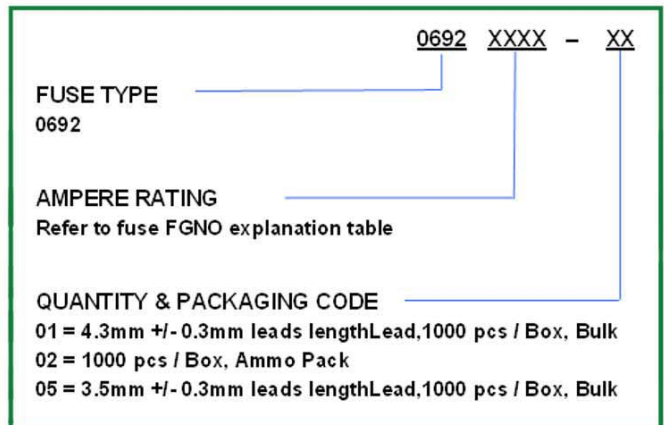 0692 XXXX – XX
FUSE TYPE
0692
AMPERE RATING
Refer to fuse FGNO explanation table
QUANTITY & PACKAGING CODE
01 = 4.3mm +/- 0.3mm leads lengthLead,1000 pcs / Box, Bulk
02 = 1000 pcs / Box, Ammo Pack
05 = 3.5mm +/- 0.3mm leads lengthLead,1000 pcs / Box, Bulk